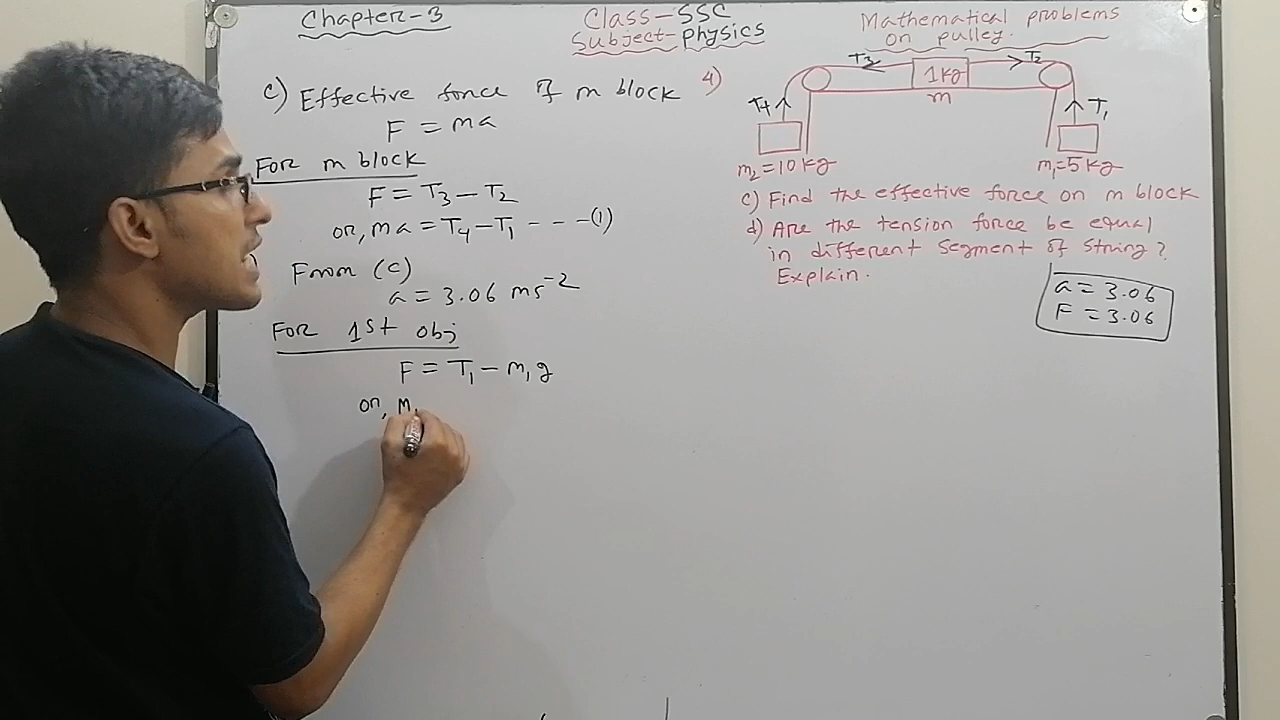 Chapter-3
Class-SSC
Subject-physics
Mathematical problems
on pulley.
c) Effective force of m block
F = ma
For m block
F = T₃ - T₂
or, ma = T₄ - T₁ - - - (1)
From (c)
a = 3.06 ms⁻²
For 1st obj
F = T₁ - m₁g
or, m₁
4)
T₃ 1kg T₂
m
T₄ T₁
m₂=10kg m₁=5kg
c) Find the effective force on m block
d) Are the tension force be equal
in different segment of string?
Explain.
a = 3.06
F = 3.06